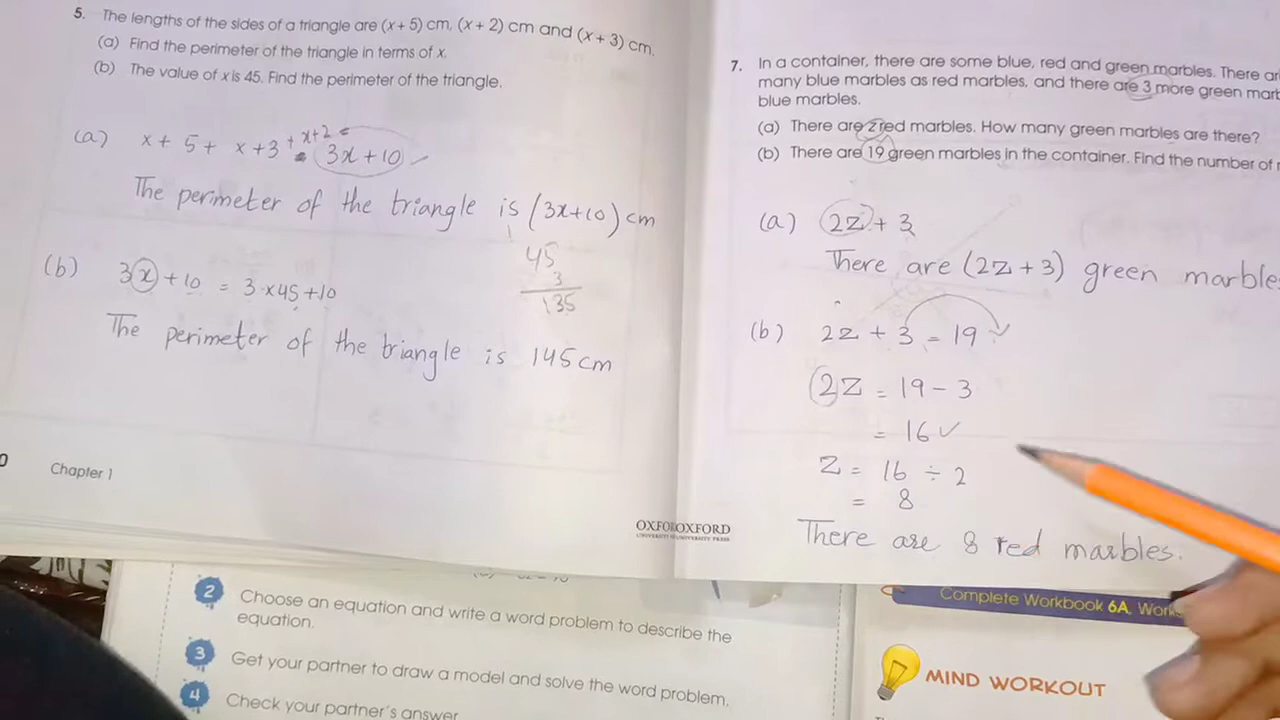 5. The lengths of the sides of a triangle are (x + 5) cm, (x + 2) cm and (x + 3) cm.
(a) Find the perimeter of the triangle in terms of x.
(b) The value of x is 45. Find the perimeter of the triangle.
(a) x + 5 + x + 3 + x + 2 = 3x + 10
The perimeter of the triangle is (3x+10) cm
45
3
135
(b) 3x + 10 = 3 × 45 + 10
The perimeter of the triangle is 145 cm
Chapter 1
OXFO
7. In a container, there are some blue, red and green marbles. There
many blue marbles as red marbles, and there are 3 more green
blue marbles.
(a) There are z red marbles. How many green marbles are there?
(b) There are 19 green marbles in the container. Find the number of
(a) 2z + 3
There are (2z + 3) green marble
(b) 2z + 3 = 19
2z = 19 - 3
= 16
z = 16 ÷ 2
= 8
There are 8 red marbles.
OXFORD
UNIVERSITY PRESS
2 Choose an equation and write a word problem to describe the
equation.
3 Get your partner to draw a model and solve the word problem.
4 Check your partner's answer
Complete Workbook 6A,
MIND WORKOUT